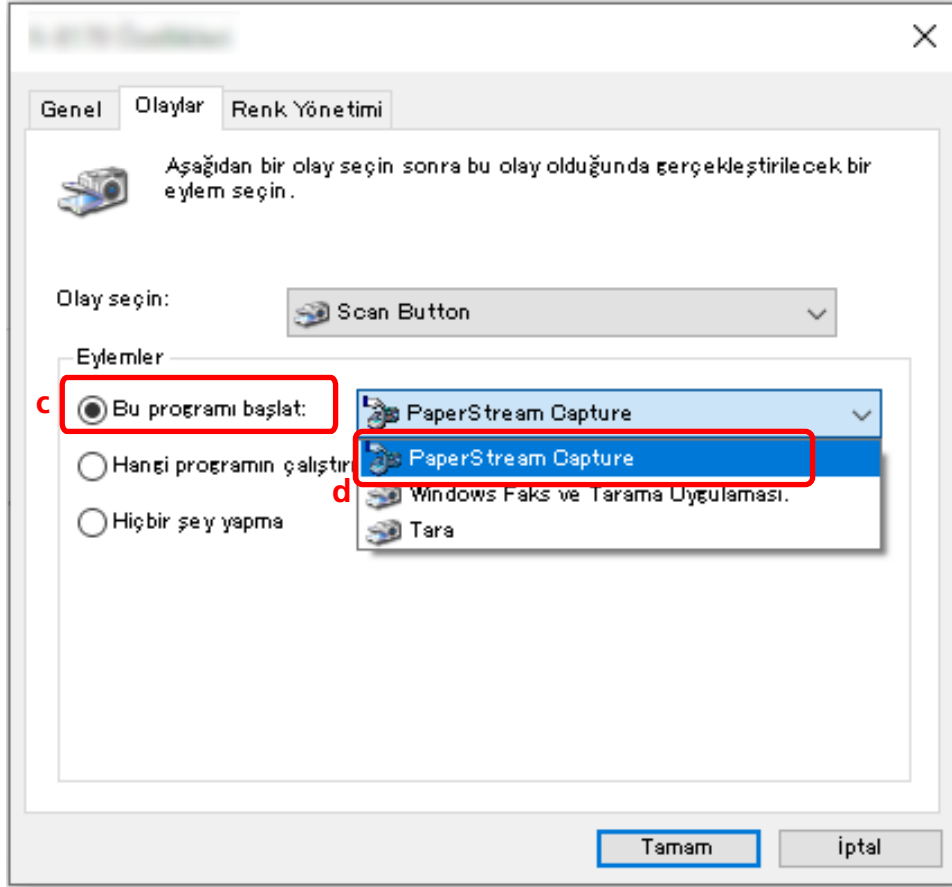 Genel
Olaylar
Renk Yönetimi
Aşağıdan bir olay seçin sonra bu olay olduğunda gerçekleştirilecek bir
eylem seçin.
Olay seçin:
Scan Button
Eylemler
c
Bu programı başlat:
PaperStream Capture
PaperStream Capture
Hangi programın çalıştırı
d
Windows Faks ve Tarama Uygulaması.
Hiçbir şey yapma
Tara
Tamam
İptal